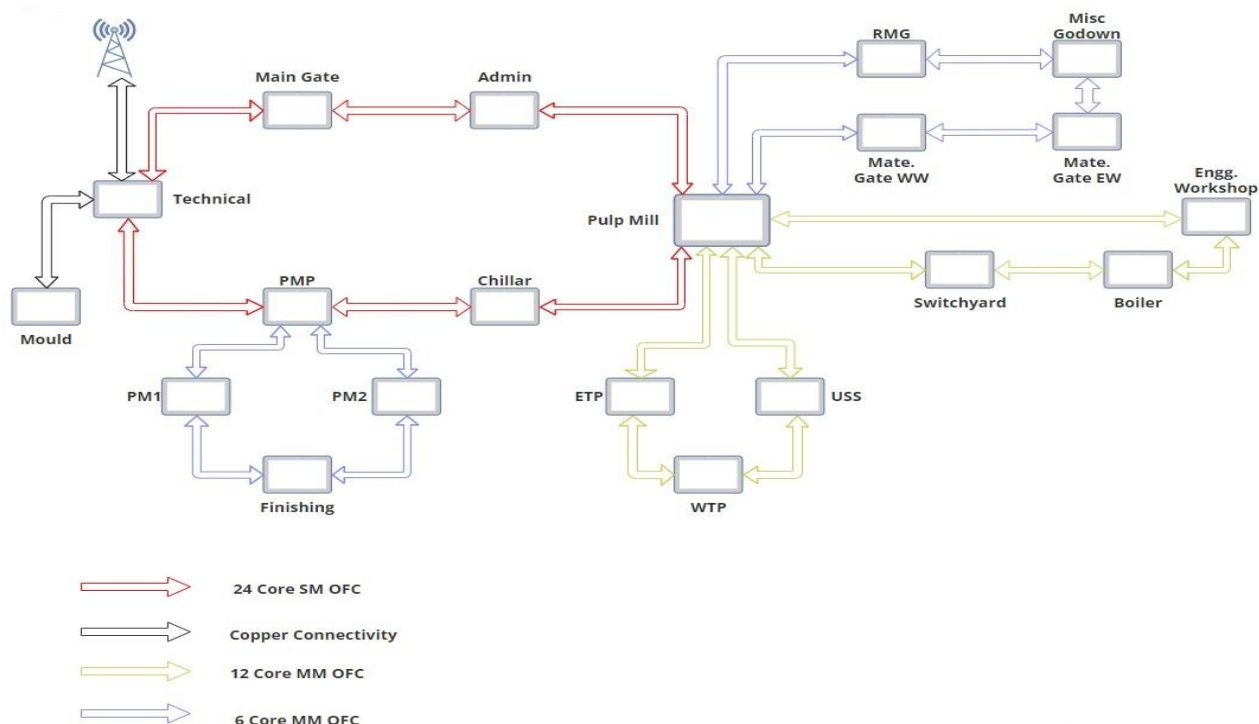 RMG
Misc
Godown
Main Gate
Admin
Mate.
Gate WW
Mate.
Gate EW
Engg.
Workshop
Technical
Pulp Mill
PMP
Chillar
Switchyard
Boiler
Mould
PM1
PM2
ETP
USS
Finishing
WTP
24 Core SM OFC
Copper Connectivity
12 Core MM OFC
6 Core MM OFC